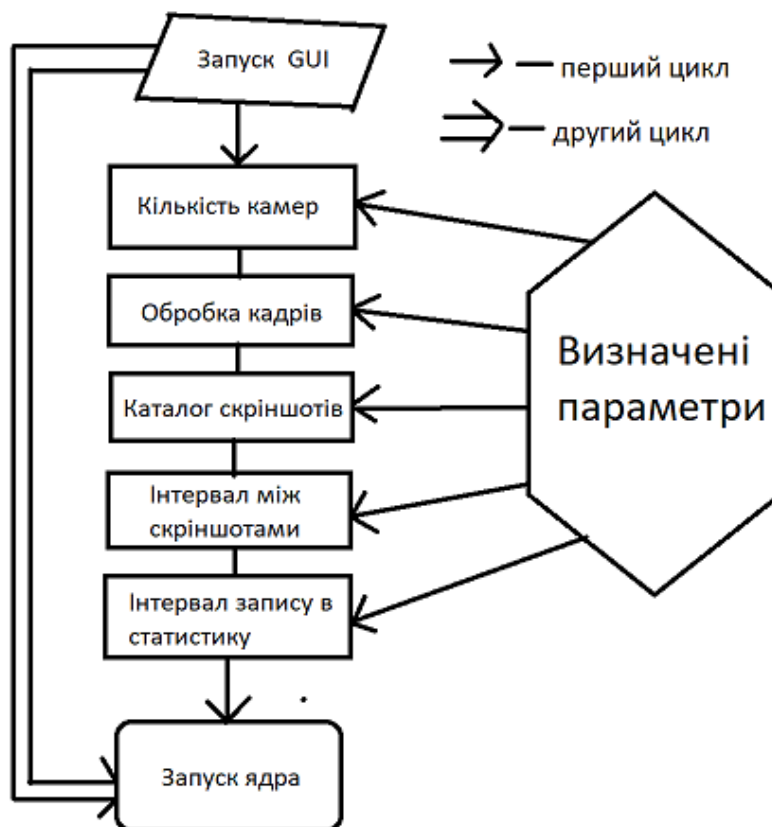 Запуск GUI
— перший цикл
— другий цикл
Кількість камер
Обробка кадрів
Визначені
параметри
Каталог скріншотів
Інтервал між
скріншотами
Інтервал запису в
статистику
Запуск ядра